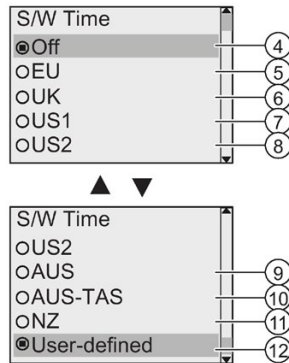 S/W Time
Off 4
EU 5
UK 6
US1 7
US2 8
S/W Time
US2
AUS 9
AUS-TAS 10
NZ 11
User-defined 12